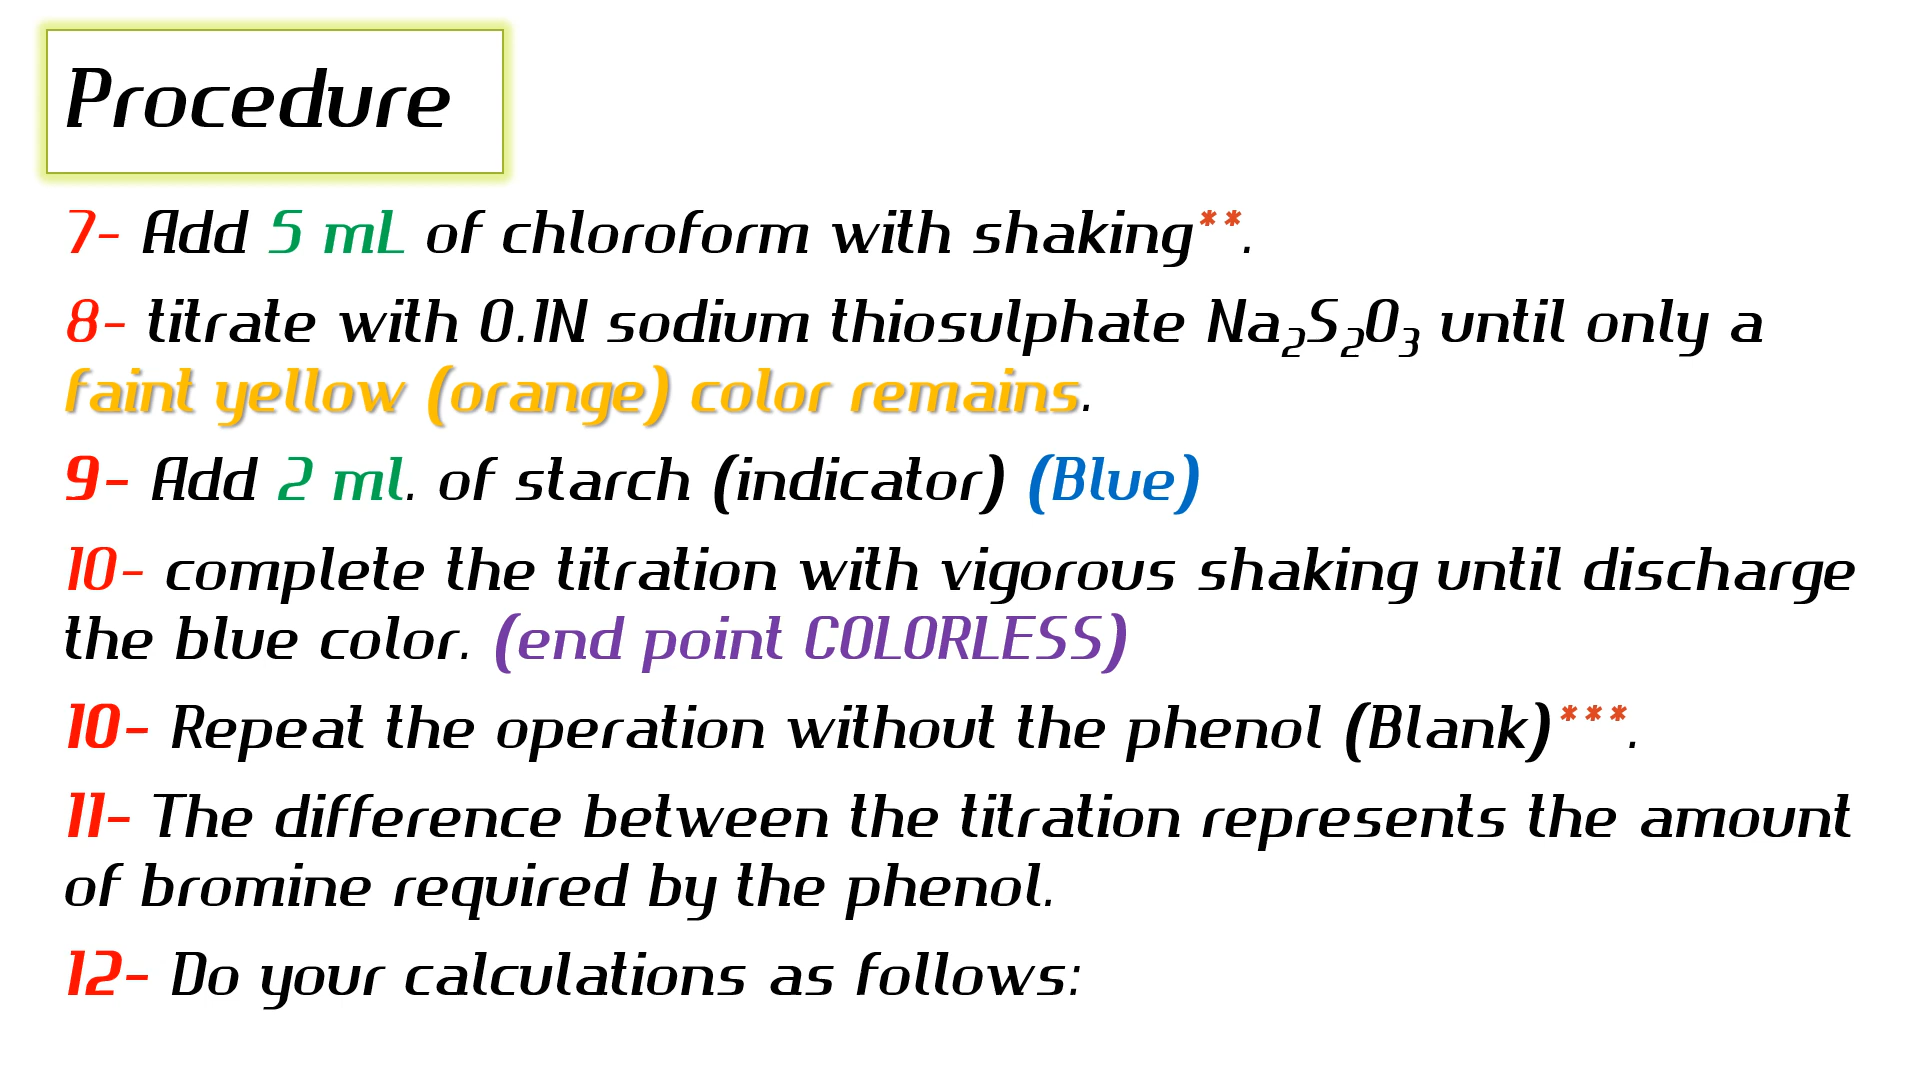 Procedure
7- Add 5 mL of chloroform with shaking**.
8- titrate with 0.1N sodium thiosulphate Na₂S₂O₃ until only a
faint yellow (orange) color remains.
9- Add 2 ml. of starch (indicator) (Blue)
10- complete the titration with vigorous shaking until discharge
the blue color. (end point COLORLESS)
10- Repeat the operation without the phenol (Blank)***.
11- The difference between the titration represents the amount
of bromine required by the phenol.
12- Do your calculations as follows: